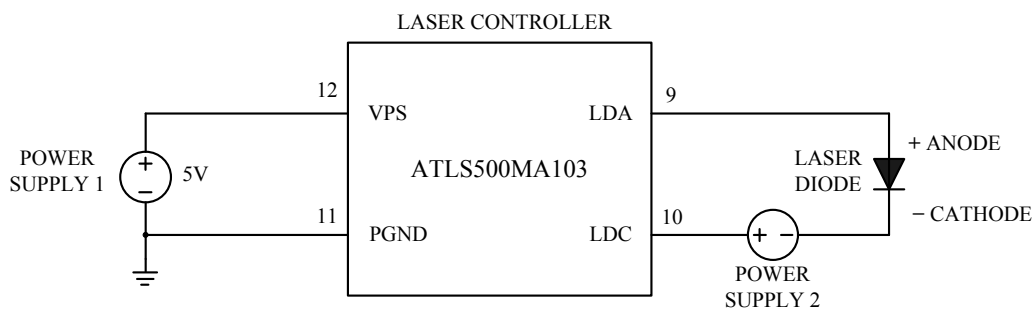 LASER CONTROLLER
12
9
VPS
LDA
+ ANODE
POWER
SUPPLY 1
+
−
5V
ATLS500MA103
LASER
DIODE
− CATHODE
11
10
PGND
LDC
+ −
POWER
SUPPLY 2